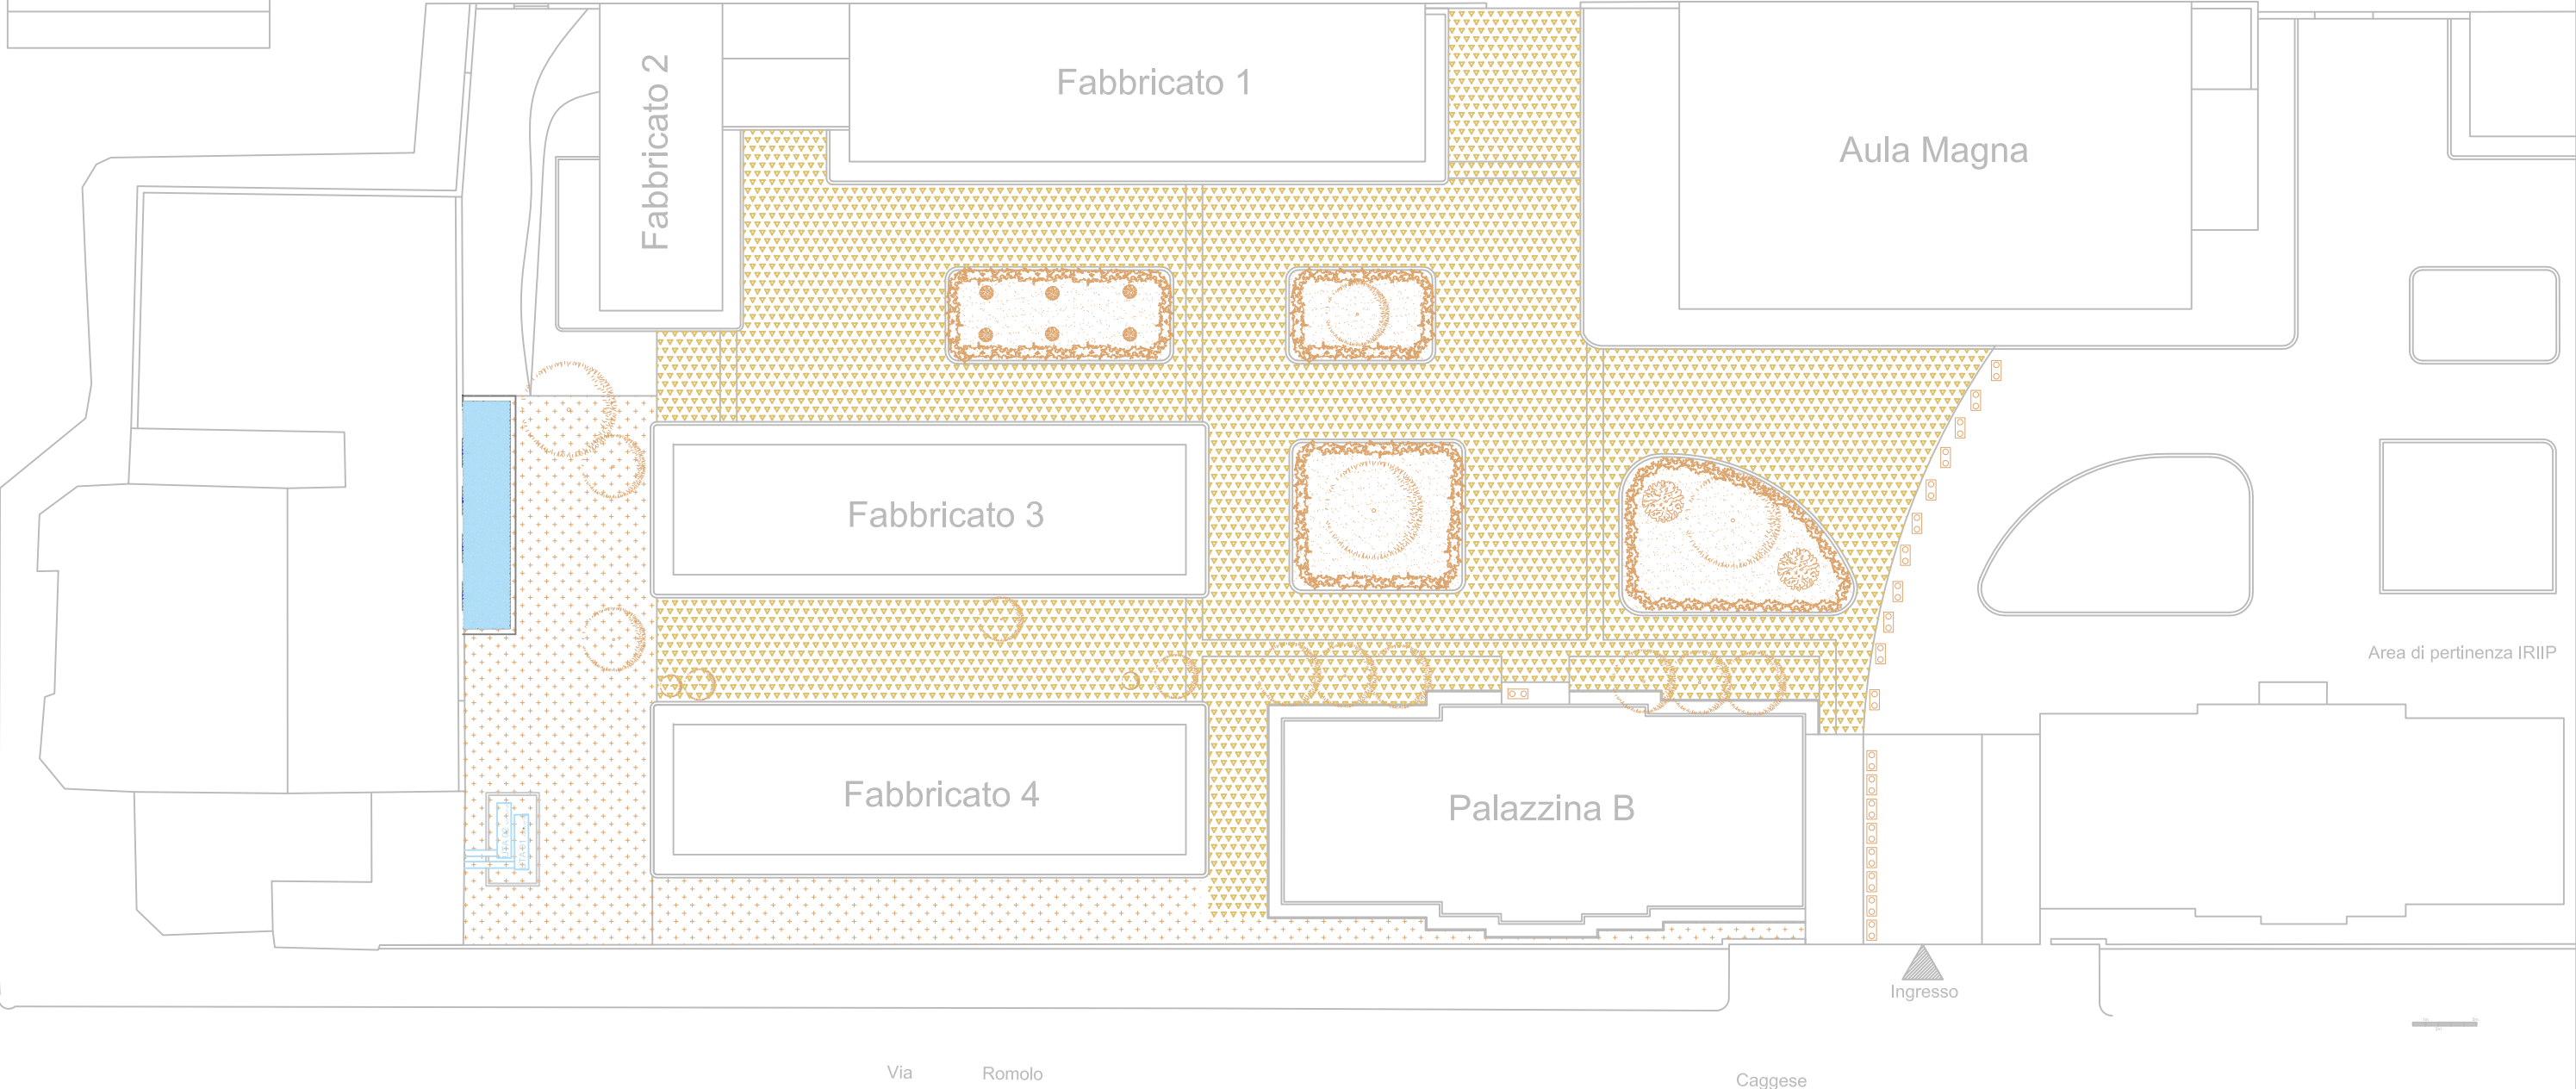 Fabbricato 2
Fabbricato 1
Aula Magna
Fabbricato 3
Area di pertinenza IRIIP
Fabbricato 4
Palazzina B
Ingresso
Via Romolo Caggese